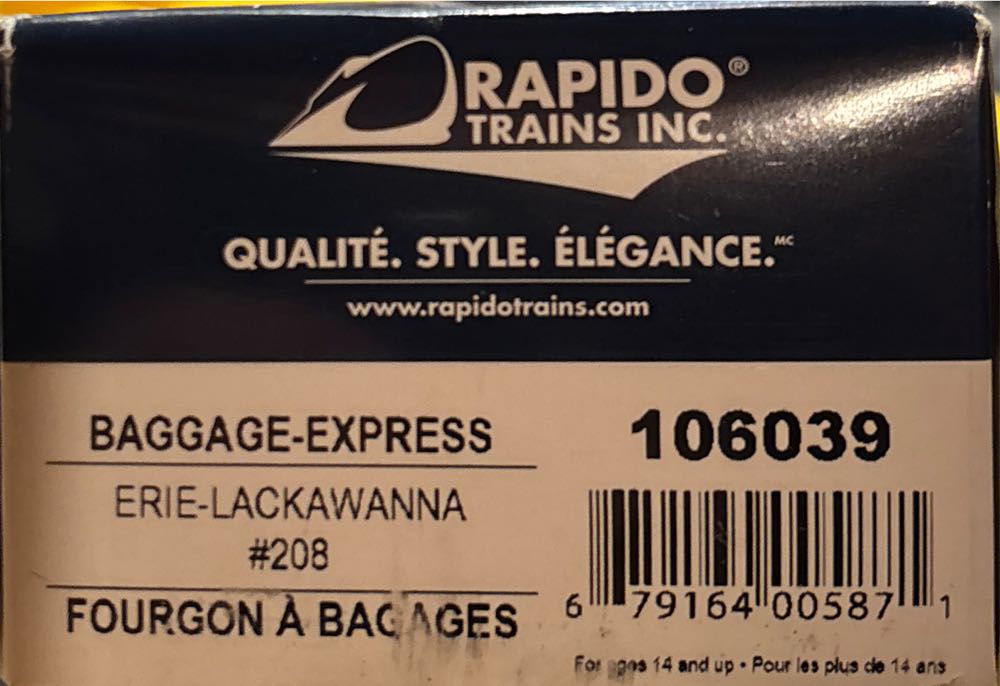 RAPIDO®
TRAINS INC.
QUALITÉ. STYLE. ÉLÉGANCE.MC
www.rapidotrains.com
BAGGAGE-EXPRESS
106039
ERIE-LACKAWANNA
#208
FOURGON À BAGAGES
6 79164 00587 1
For ages 14 and up • Pour les plus de 14 ans